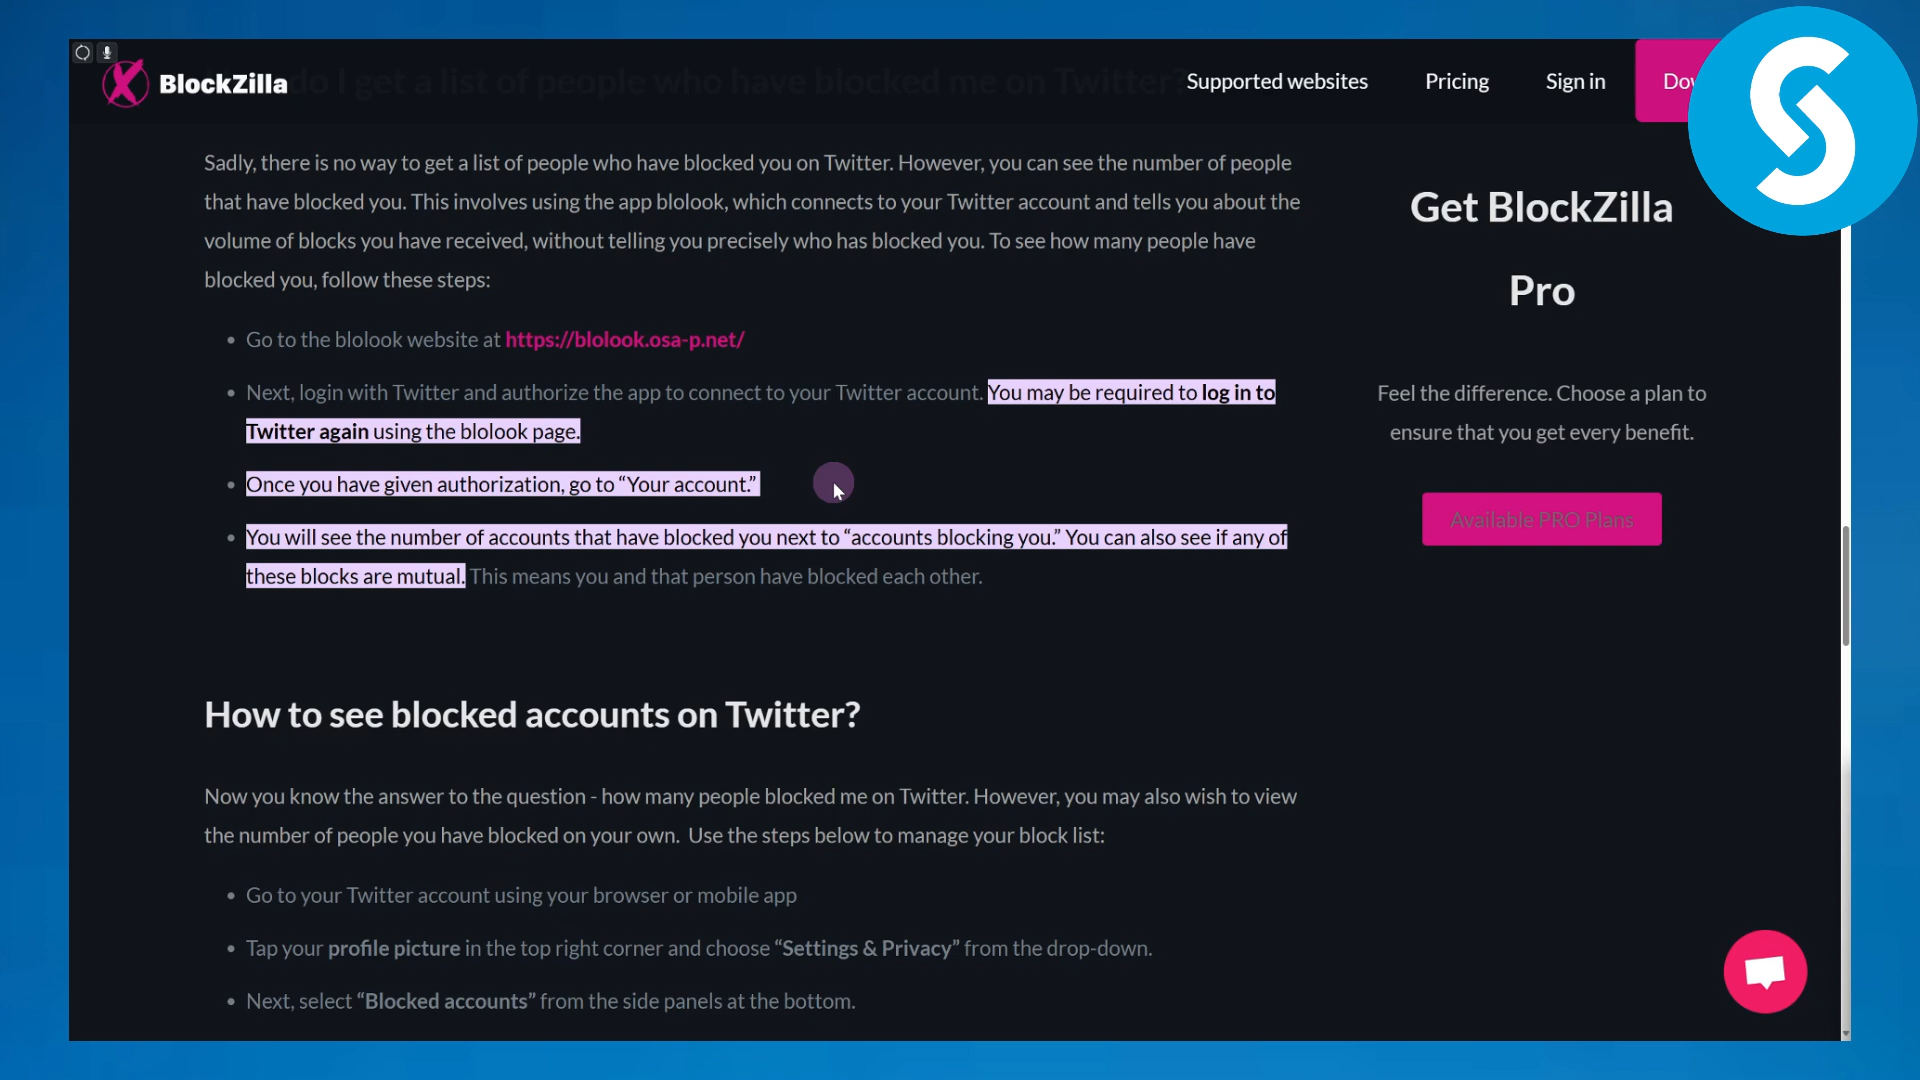 BlockZilla
do I get a list of people who have blocked me on Twitter?
Supported websites
Pricing
Sign in
Sadly, there is no way to get a list of people who have blocked you on Twitter. However, you can see the number of people
that have blocked you. This involves using the app blolook, which connects to your Twitter account and tells you about the
volume of blocks you have received, without telling you precisely who has blocked you. To see how many people have
blocked you, follow these steps:
• Go to the blolook website at https://blolook.osa-p.net/
• Next, login with Twitter and authorize the app to connect to your Twitter account. You may be required to log in to
Twitter again using the blolook page.
• Once you have given authorization, go to “Your account.”
• You will see the number of accounts that have blocked you next to “accounts blocking you.” You can also see if any of
these blocks are mutual. This means you and that person have blocked each other.
Get BlockZilla
Pro
Feel the difference. Choose a plan to
ensure that you get every benefit.
Available PRO Plans
How to see blocked accounts on Twitter?
Now you know the answer to the question - how many people blocked me on Twitter. However, you may also wish to view
the number of people you have blocked on your own. Use the steps below to manage your block list:
• Go to your Twitter account using your browser or mobile app
• Tap your profile picture in the top right corner and choose “Settings & Privacy” from the drop-down.
• Next, select “Blocked accounts” from the side panels at the bottom.